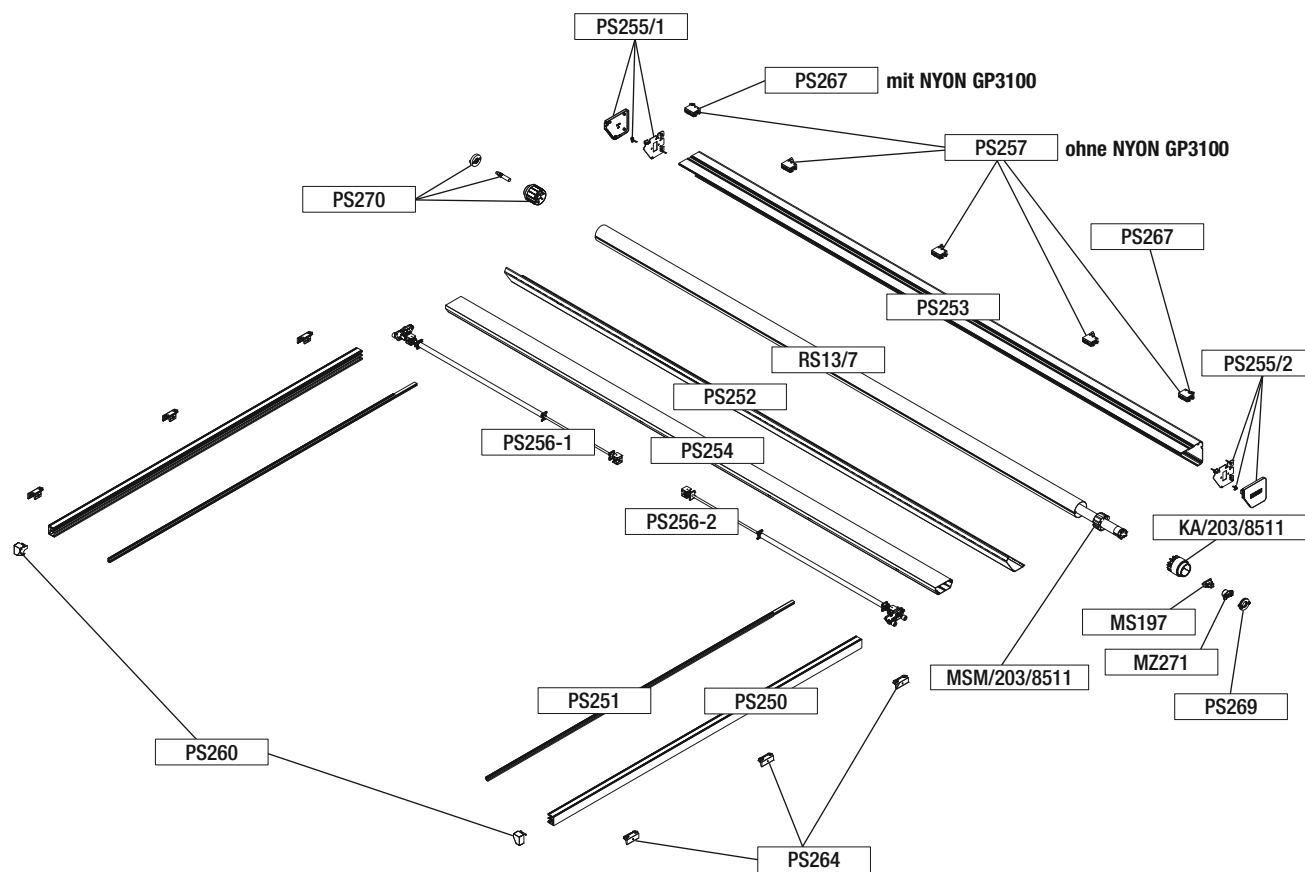 PS255/1
PS267 mit NYON GP3100
PS257 ohne NYON GP3100
PS270
PS267
PS253
RS13/7
PS255/2
PS252
PS256-1
PS254
PS256-2
KA/203/8511
MS197
MZ271
MSM/203/8511
PS251
PS250
PS269
PS260
PS264